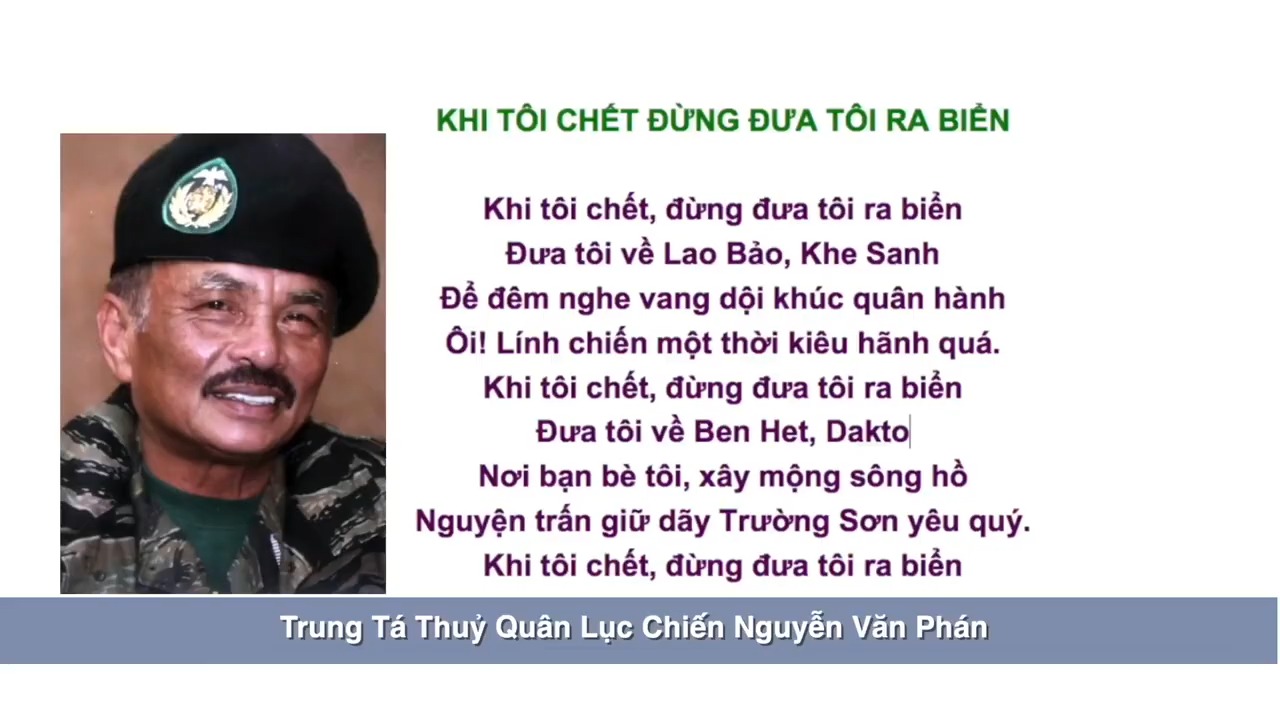 KHI TÔI CHẾT ĐỪNG ĐƯA TÔI RA BIỂN
Khi tôi chết, đừng đưa tôi ra biển
Đưa tôi về Lao Bảo, Khe Sanh
Để đêm nghe vang dội khúc quân hành
Ôi! Lính chiến một thời kiêu hãnh quá.
Khi tôi chết, đừng đưa tôi ra biển
Đưa tôi về Ben Het, Dakto
Nơi bạn bè tôi, xây mộng sông hồ
Nguyện trấn giữ dãy Trường Sơn yêu quý.
Khi tôi chết, đừng đưa tôi ra biển
Trung Tá Thuỷ Quân Lục Chiến Nguyễn Văn Phán